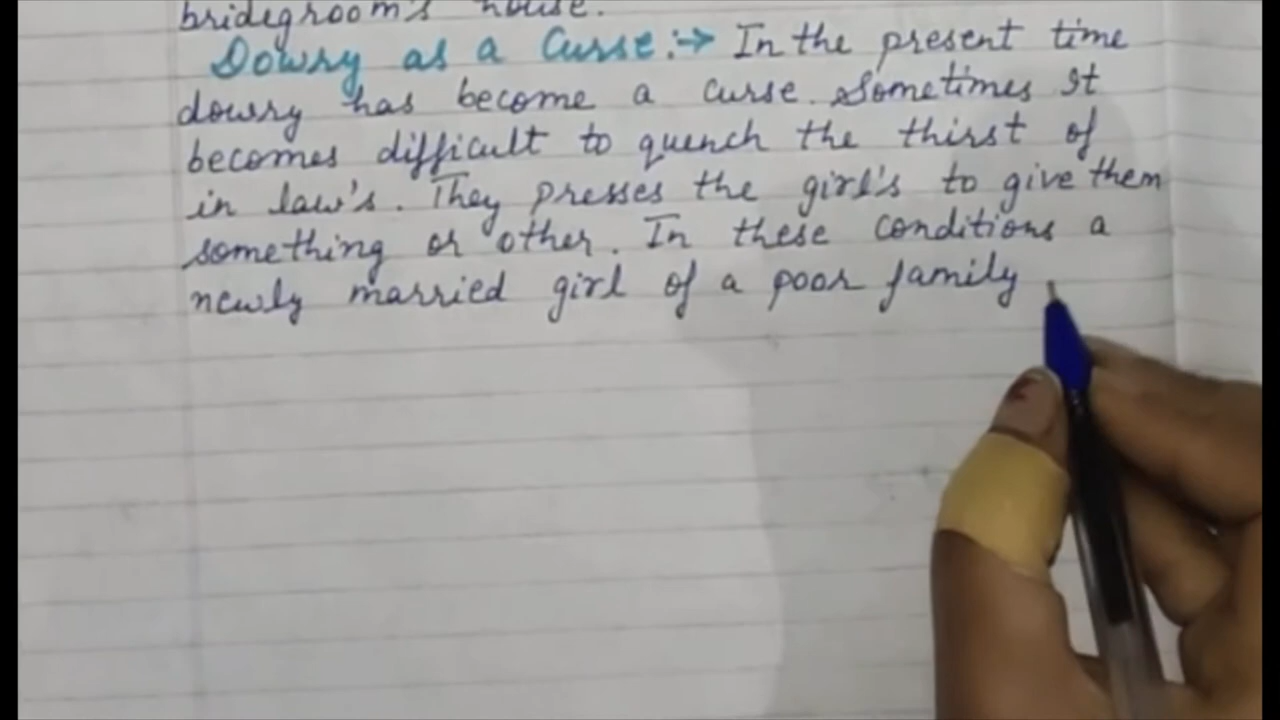 bridegroom's house.
Dowry as a Curse :→ In the present time
dowry has become a curse. Sometimes It
becomes difficult to quench the thirst of
in law's. They presses the girl's to give them
something or other. In these conditions a
newly married girl of a poor family